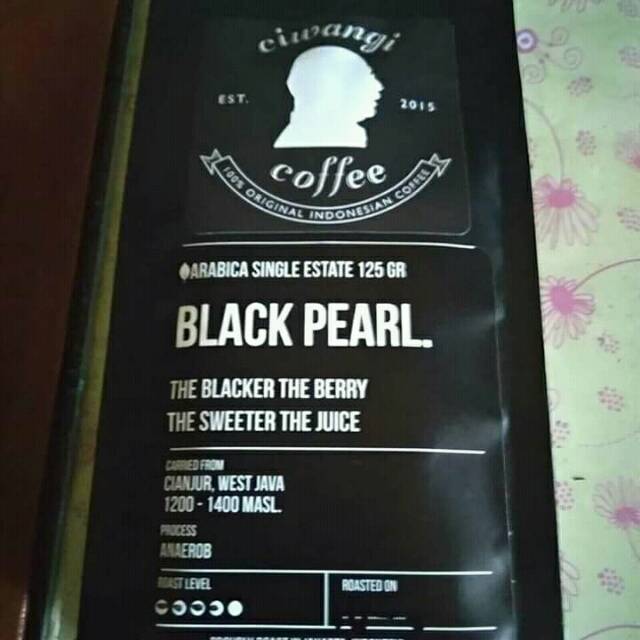 ciwangi
EST. 2015
coffee
100% ORIGINAL INDONESIAN COFFEE
ARABICA SINGLE ESTATE 125 GR
BLACK PEARL.
THE BLACKER THE BERRY
THE SWEETER THE JUICE
CARRIED FROM
CIANJUR, WEST JAVA
1200 - 1400 MASL.
PROCESS
ANAEROB
ROAST LEVEL
ROASTED ON